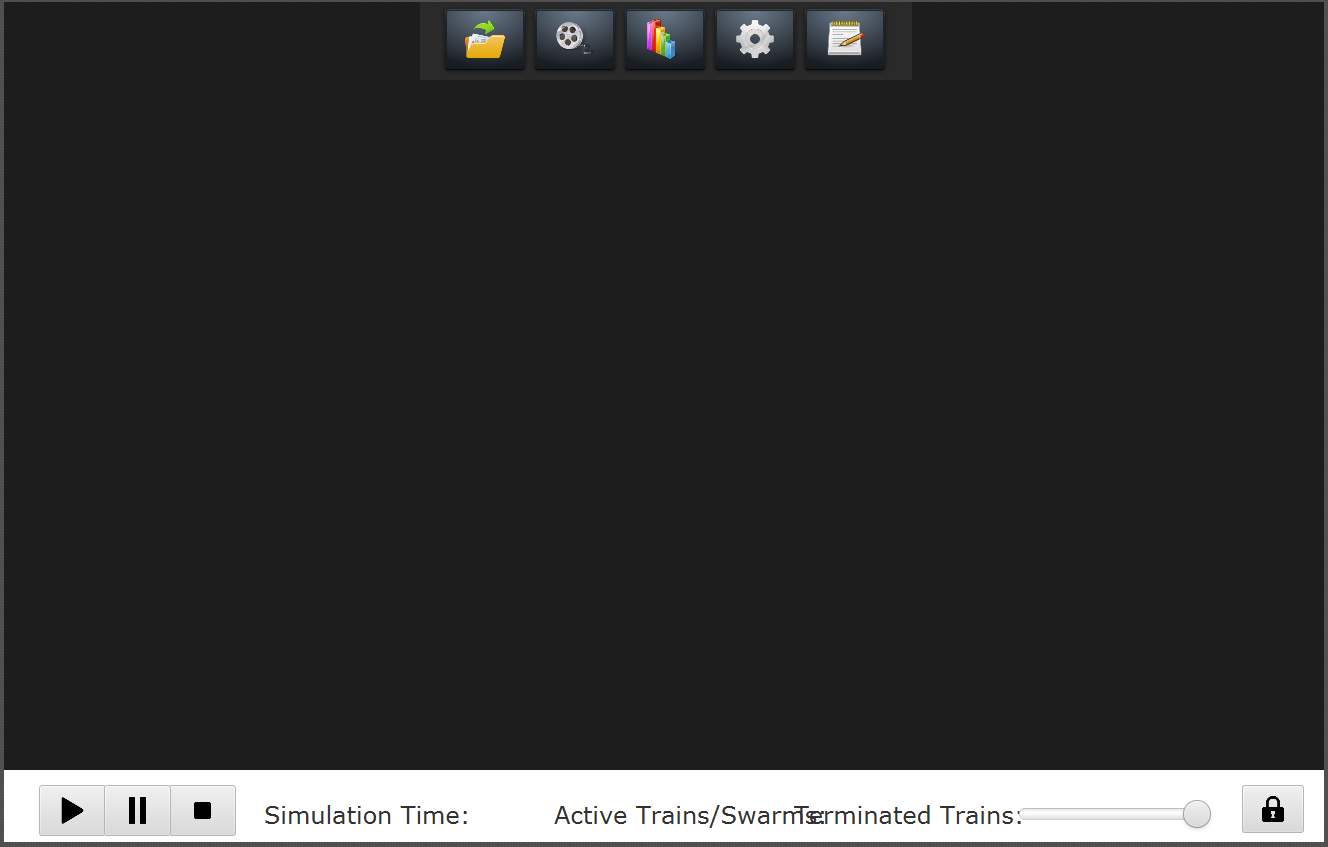 Simulation Time:
Active Trains/Swarms:
Terminated Trains: